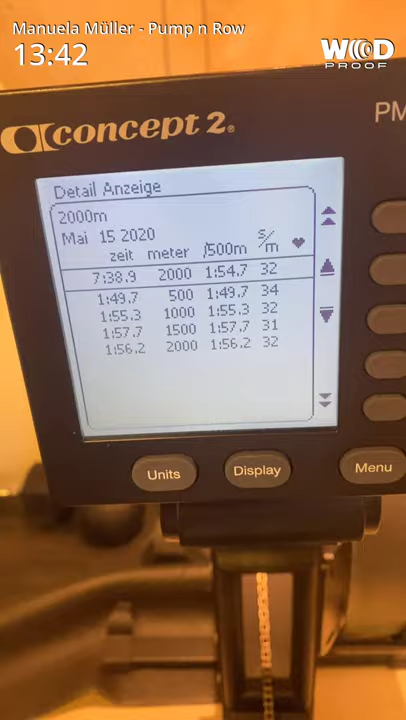 Manuela Müller - Pump n Row
13:42
WOD
PROOF
concept 2®
PM
Detail Anzeige
2000m
Mai 15 2020
zeit meter /500m s/m ♥
7:38.9 2000 1:54.7 32
1:49.7 500 1:49.7 34
1:55.3 1000 1:55.3 32
1:57.7 1500 1:57.7 31
1:56.2 2000 1:56.2 32
Units Display Menu